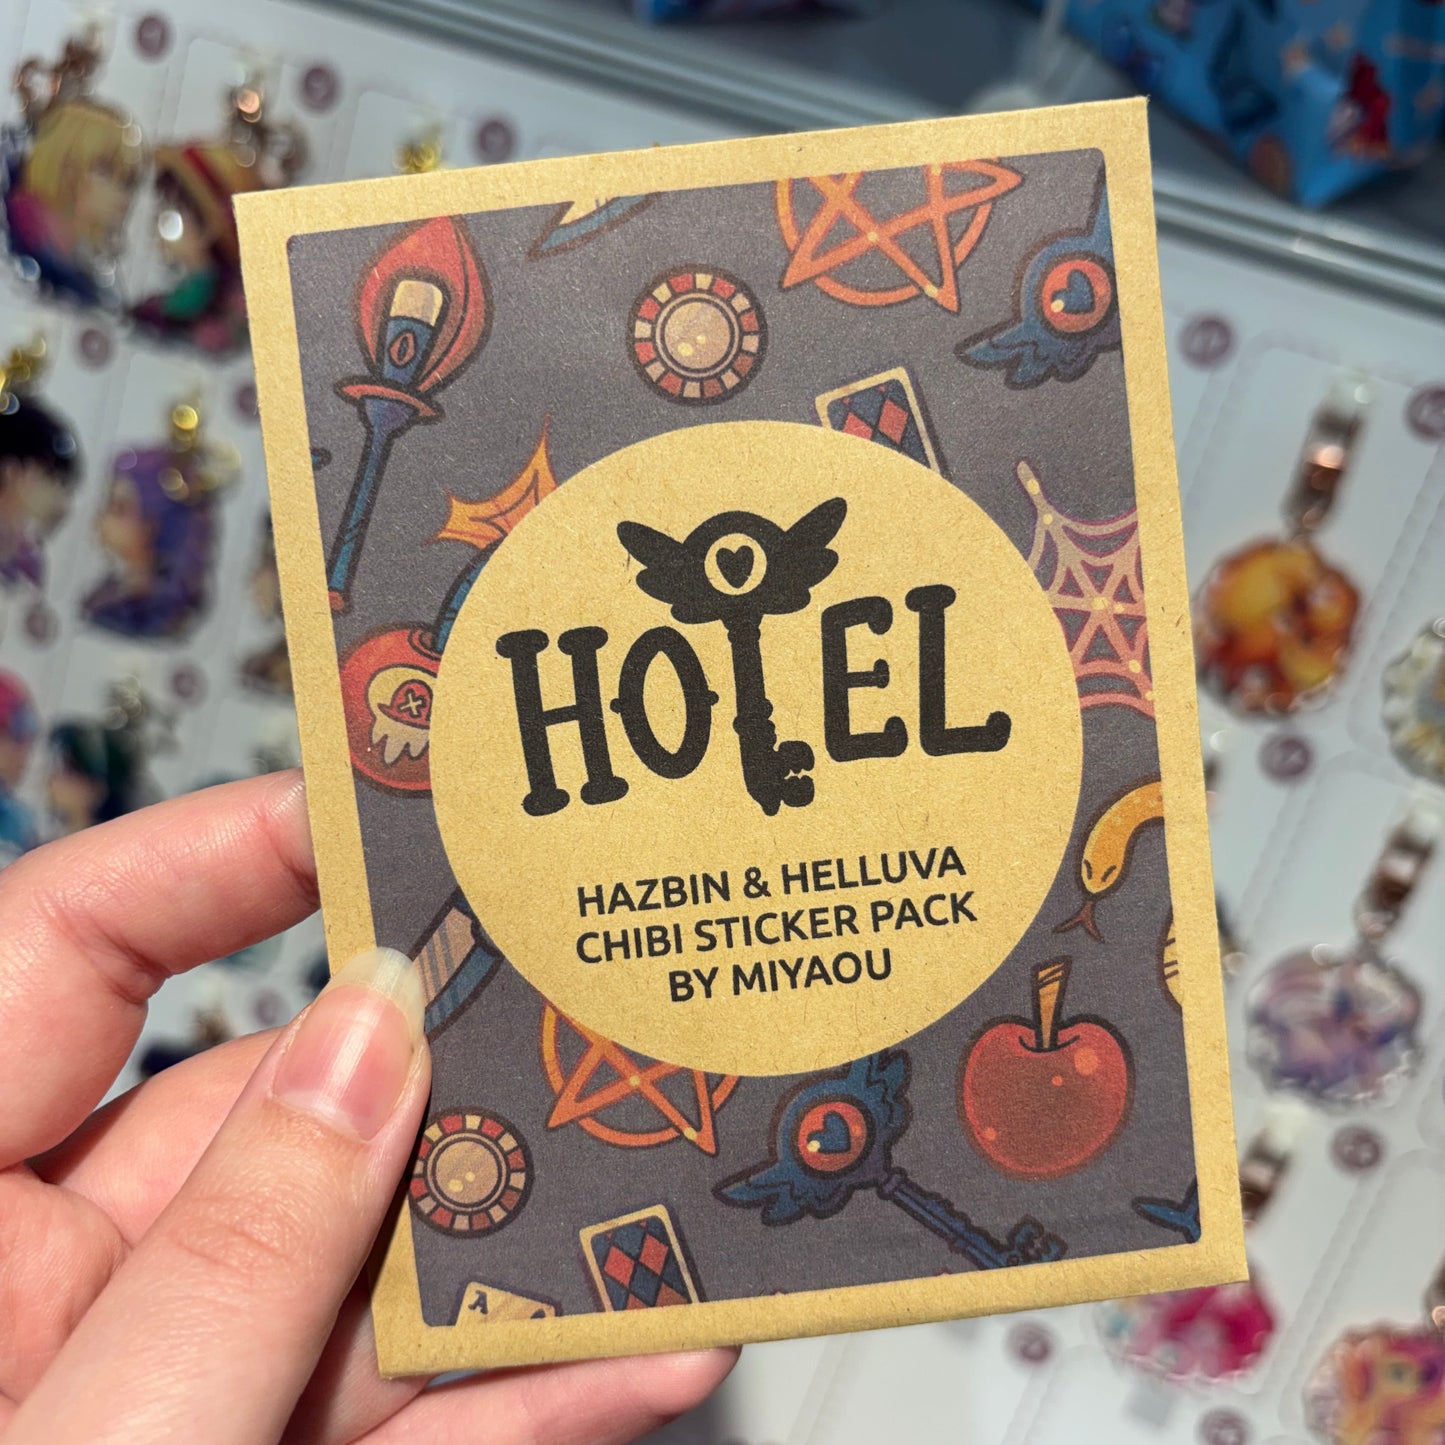 HOTEL
HAZBIN & HELLUVA
CHIBI STICKER PACK
BY MIYAOU
A